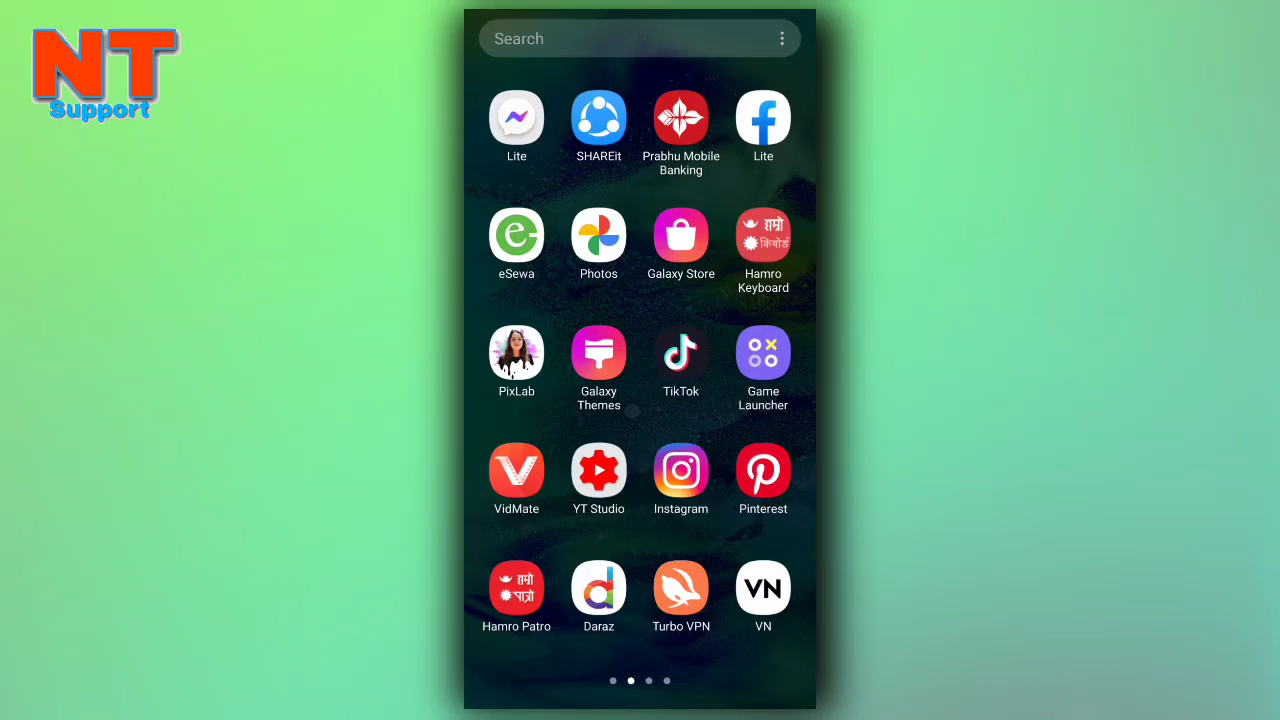 NT
Support
Search
Lite
SHAREit
Prabhu Mobile
Banking
Lite
हाम्रो
किबोर्ड
eSewa
Photos
Galaxy Store
Hamro
Keyboard
PixLab
Galaxy
Themes
TikTok
Game
Launcher
VidMate
YT Studio
Instagram
Pinterest
हाम्रो
पात्रो
VN
Hamro Patro
Daraz
Turbo VPN
VN